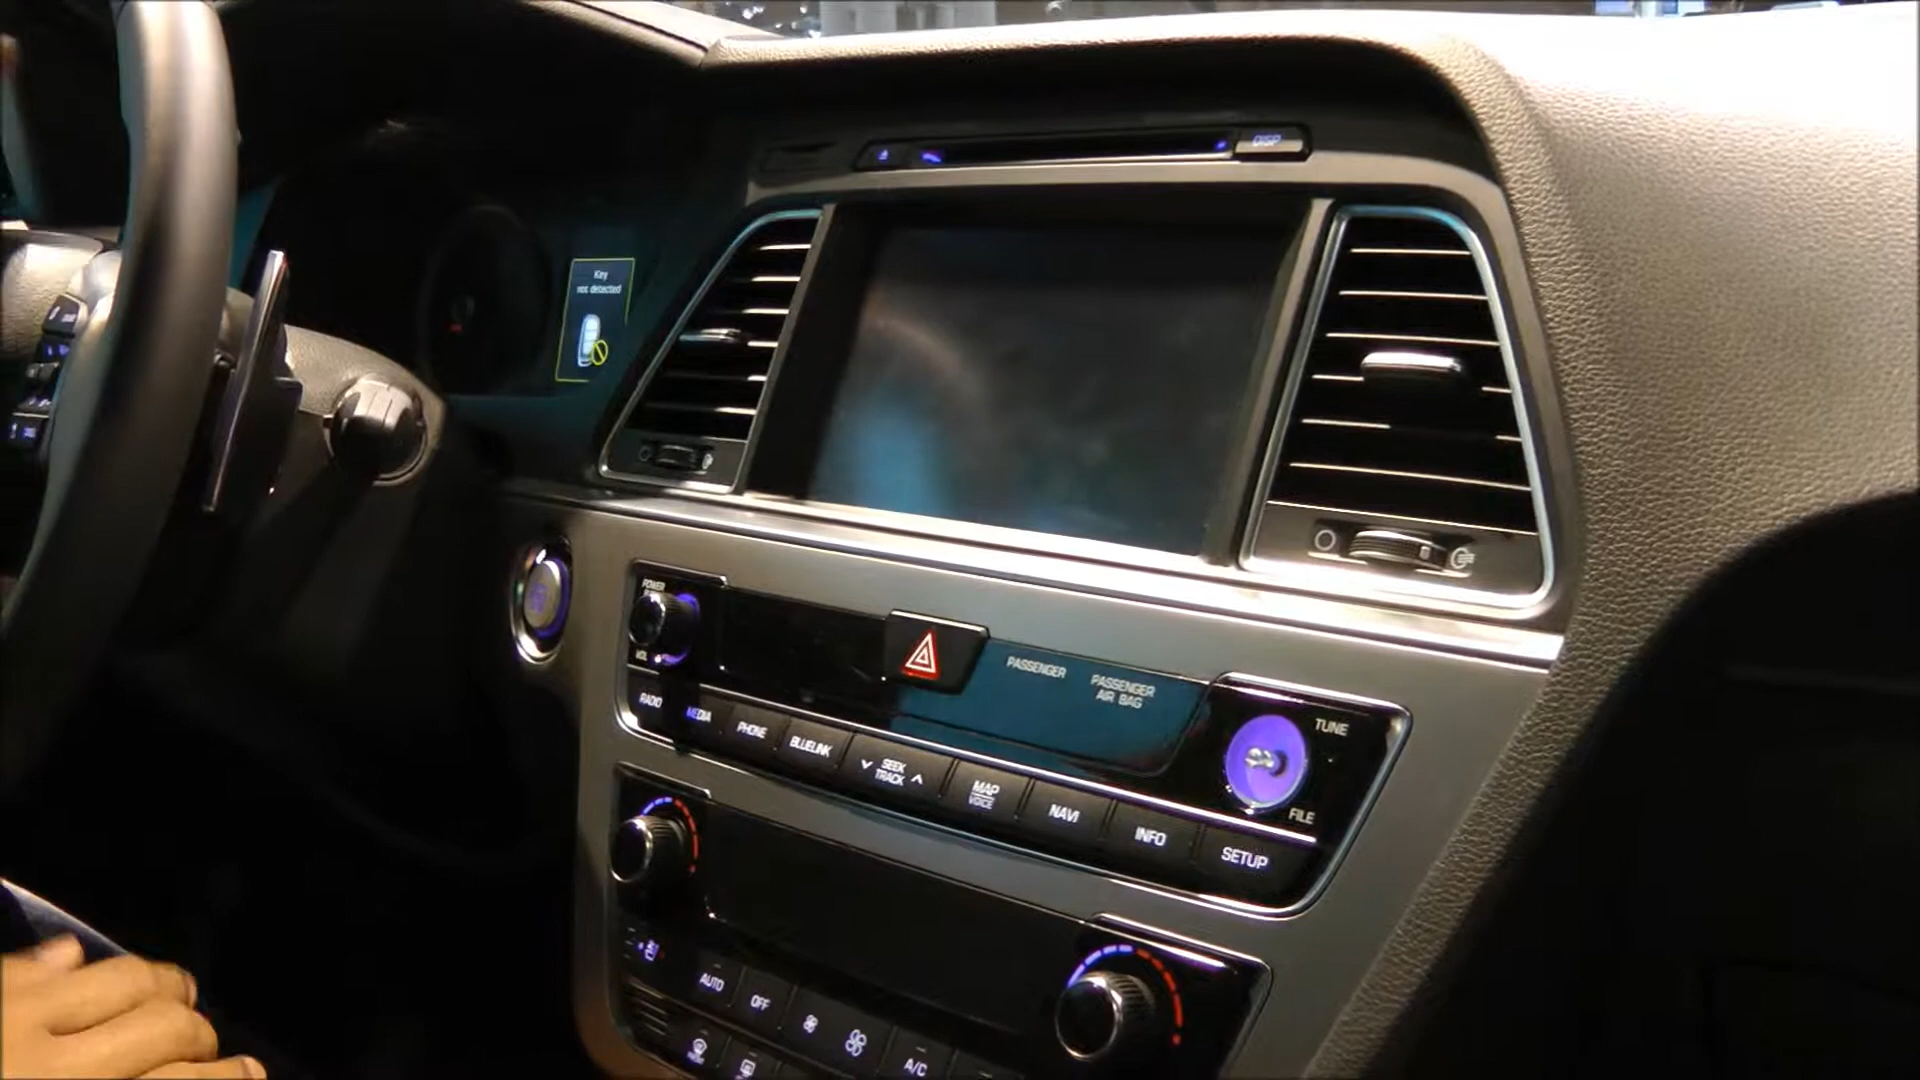 DISP
Key
not detected
POWER
VOL
PASSENGER
PASSENGER
AIR BAG
TUNE
FILE
RADIO
MEDIA
PHONE
BLUELINK
SEEK
TRACK
MAP
VOICE
NAVI
INFO
SETUP
AUTO
OFF
A/C